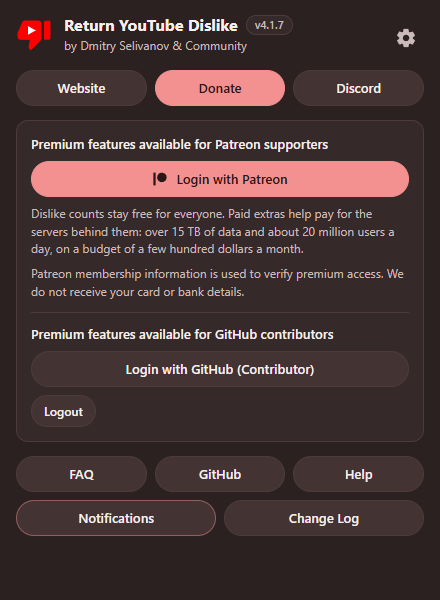 Return YouTube Dislike v4.1.7
by Dmitry Selivanov & Community
Website Donate Discord
Premium features available for Patreon supporters
Login with Patreon
Dislike counts stay free for everyone. Paid extras help pay for the
servers behind them: over 15 TB of data and about 20 million users a
day, on a budget of a few hundred dollars a month.
Patreon membership information is used to verify premium access. We
do not receive your card or bank details.
Premium features available for GitHub contributors
Login with GitHub (Contributor)
Logout
FAQ GitHub Help
Notifications Change Log